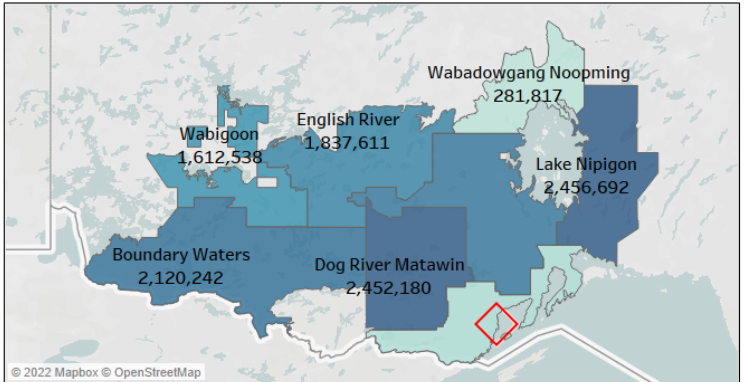 Wabadowgang Noopming
281,817
English River
1,837,611
Wabigoon
1,612,538
Lake Nipigon
2,456,692
Boundary Waters
2,120,242
Dog River Matawin
2,452,180
© 2022 Mapbox © OpenStreetMap